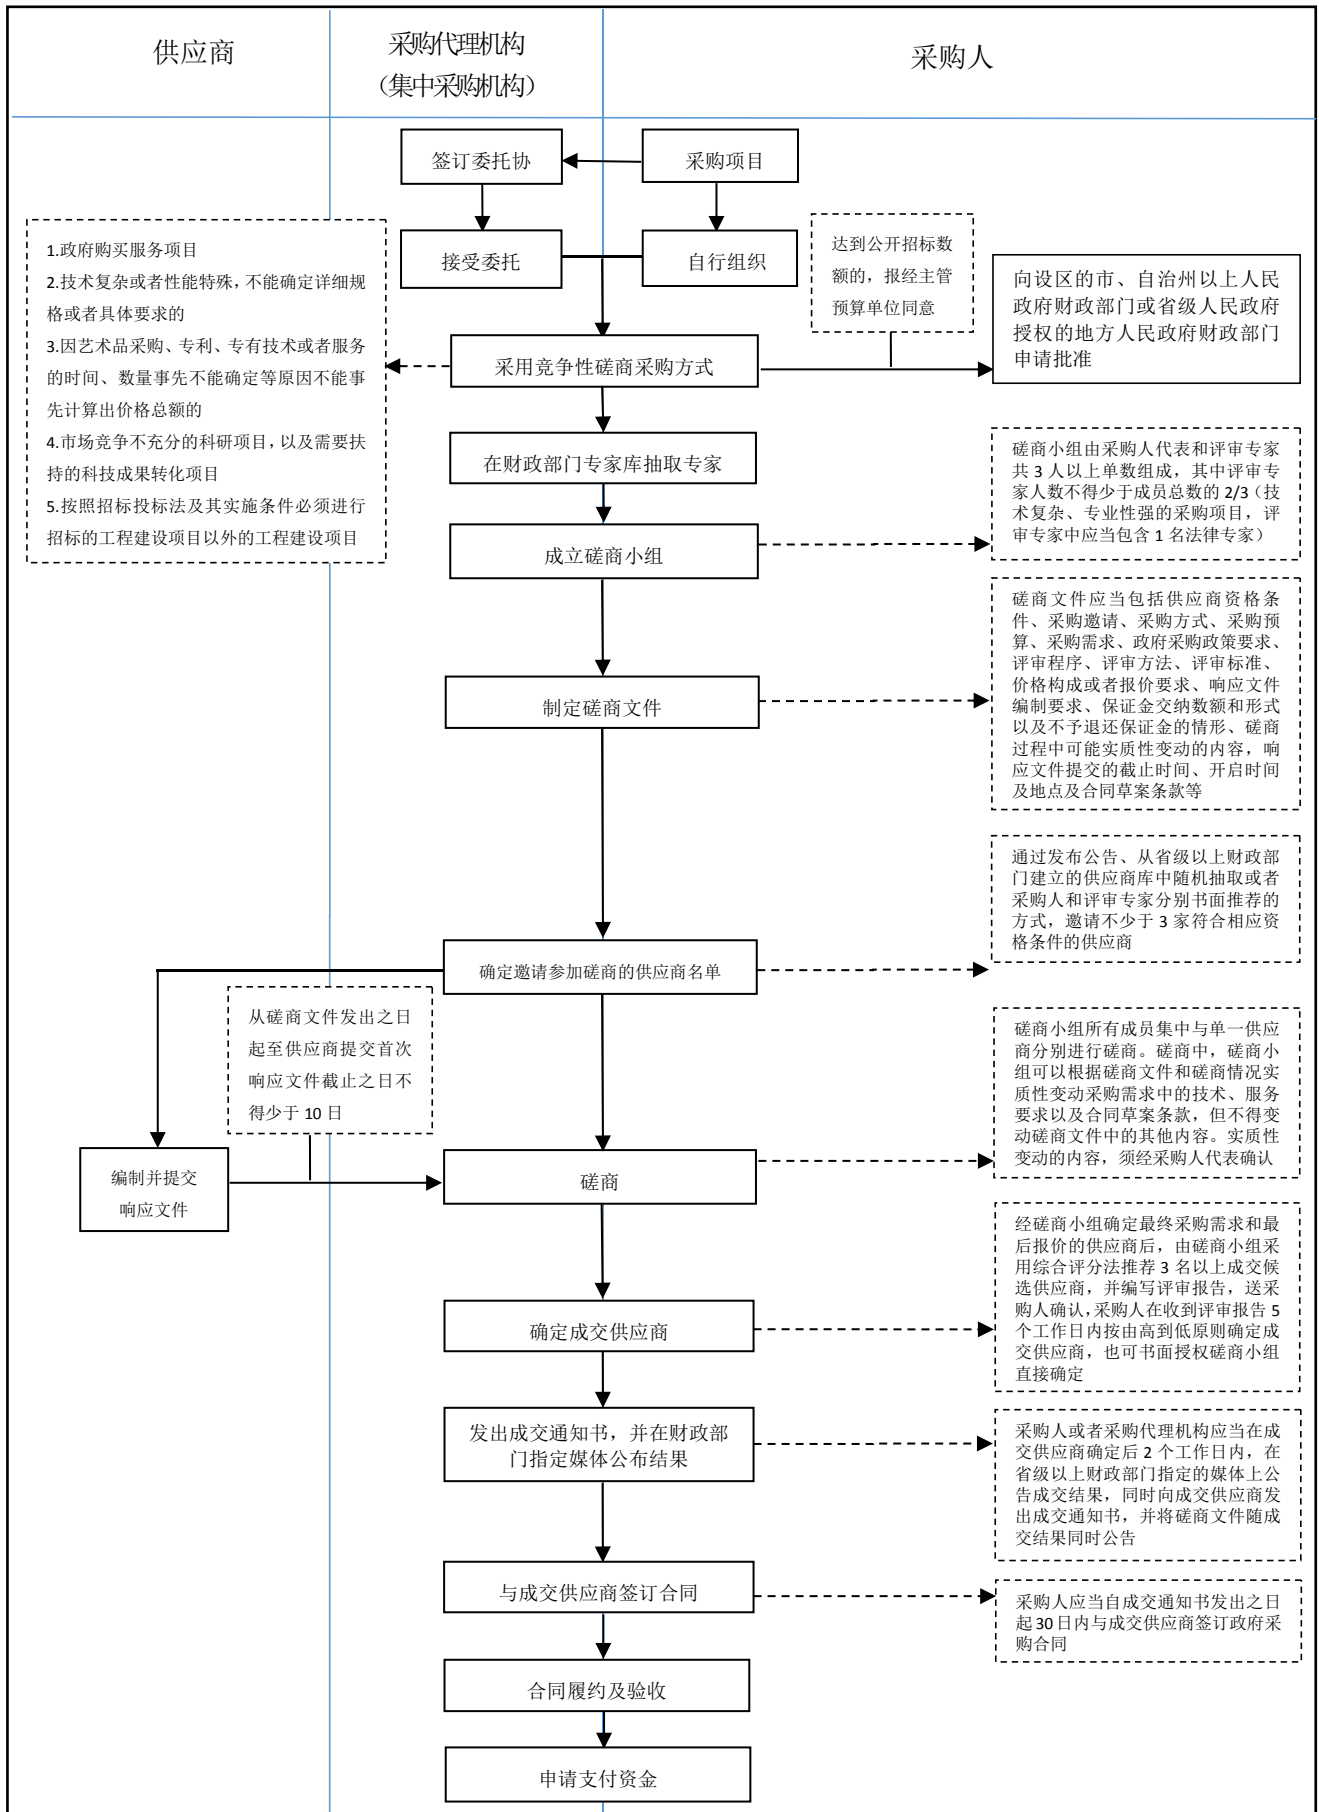 供应商
采购代理机构
（集中采购机构）
采购人
签订委托协
采购项目
接受委托
自行组织
达到公开招标数
额的，报经主管
预算单位同意
向设区的市、自治州以上人民
政府财政部门或省级人民政府
授权的地方人民政府财政部门
申请批准
1.政府购买服务项目
2.技术复杂或者性能特殊，不能确定详细规
格或者具体要求的
3.因艺术品采购、专利、专有技术或者服务
的时间、数量事先不能确定等原因不能事
先计算出价格总额的
4.市场竞争不充分的科研项目，以及需要扶
持的科技成果转化项目
5.按照招标投标法及其实施条件必须进行
招标的工程建设项目以外的工程建设项目
采用竞争性磋商采购方式
在财政部门专家库抽取专家
磋商小组由采购人代表和评审专家
共 3 人以上单数组成，其中评审专
家人数不得少于成员总数的 2/3（技
术复杂、专业性强的采购项目，评
审专家中应当包含 1 名法律专家）
成立磋商小组
磋商文件应当包括供应商资格条
件、采购邀请、采购方式、采购预
算、采购需求、政府采购政策要求、
评审程序、评审方法、评审标准、
价格构成或者报价要求、响应文件
编制要求、保证金交纳数额和形式
以及不予退还保证金的情形、磋商
过程中可能实质性变动的内容，响
应文件提交的截止时间、开启时间
及地点及合同草案条款等
制定磋商文件
通过发布公告、从省级以上财政部
门建立的供应商库中随机抽取或者
采购人和评审专家分别书面推荐的
方式，邀请不少于 3 家符合相应资
格条件的供应商
确定邀请参加磋商的供应商名单
从磋商文件发出之日
起至供应商提交首次
响应文件截止之日不
得少于 10 日
磋商小组所有成员集中与单一供应
商分别进行磋商。磋商中，磋商小
组可以根据磋商文件和磋商情况实
质性变动采购需求中的技术、服务
要求以及合同草案条款，但不得变
动磋商文件中的其他内容。实质性
变动的内容，须经采购人代表确认
编制并提交
响应文件
磋商
经磋商小组确定最终采购需求和最
后报价的供应商后，由磋商小组采
用综合评分法推荐 3 名以上成交候
选供应商，并编写评审报告，送采
购人确认，采购人在收到评审报告 5
个工作日内按由高到低原则确定成
交供应商，也可书面授权磋商小组
直接确定
确定成交供应商
发出成交通知书，并在财政部
门指定媒体公布结果
采购人或者采购代理机构应当在成
交供应商确定后 2 个工作日内，在
省级以上财政部门指定的媒体上公
告成交结果，同时向成交供应商发
出成交通知书，并将磋商文件随成
交结果同时公告
与成交供应商签订合同
采购人应当自成交通知书发出之日
起 30 日内与成交供应商签订政府采
购合同
合同履约及验收
申请支付资金